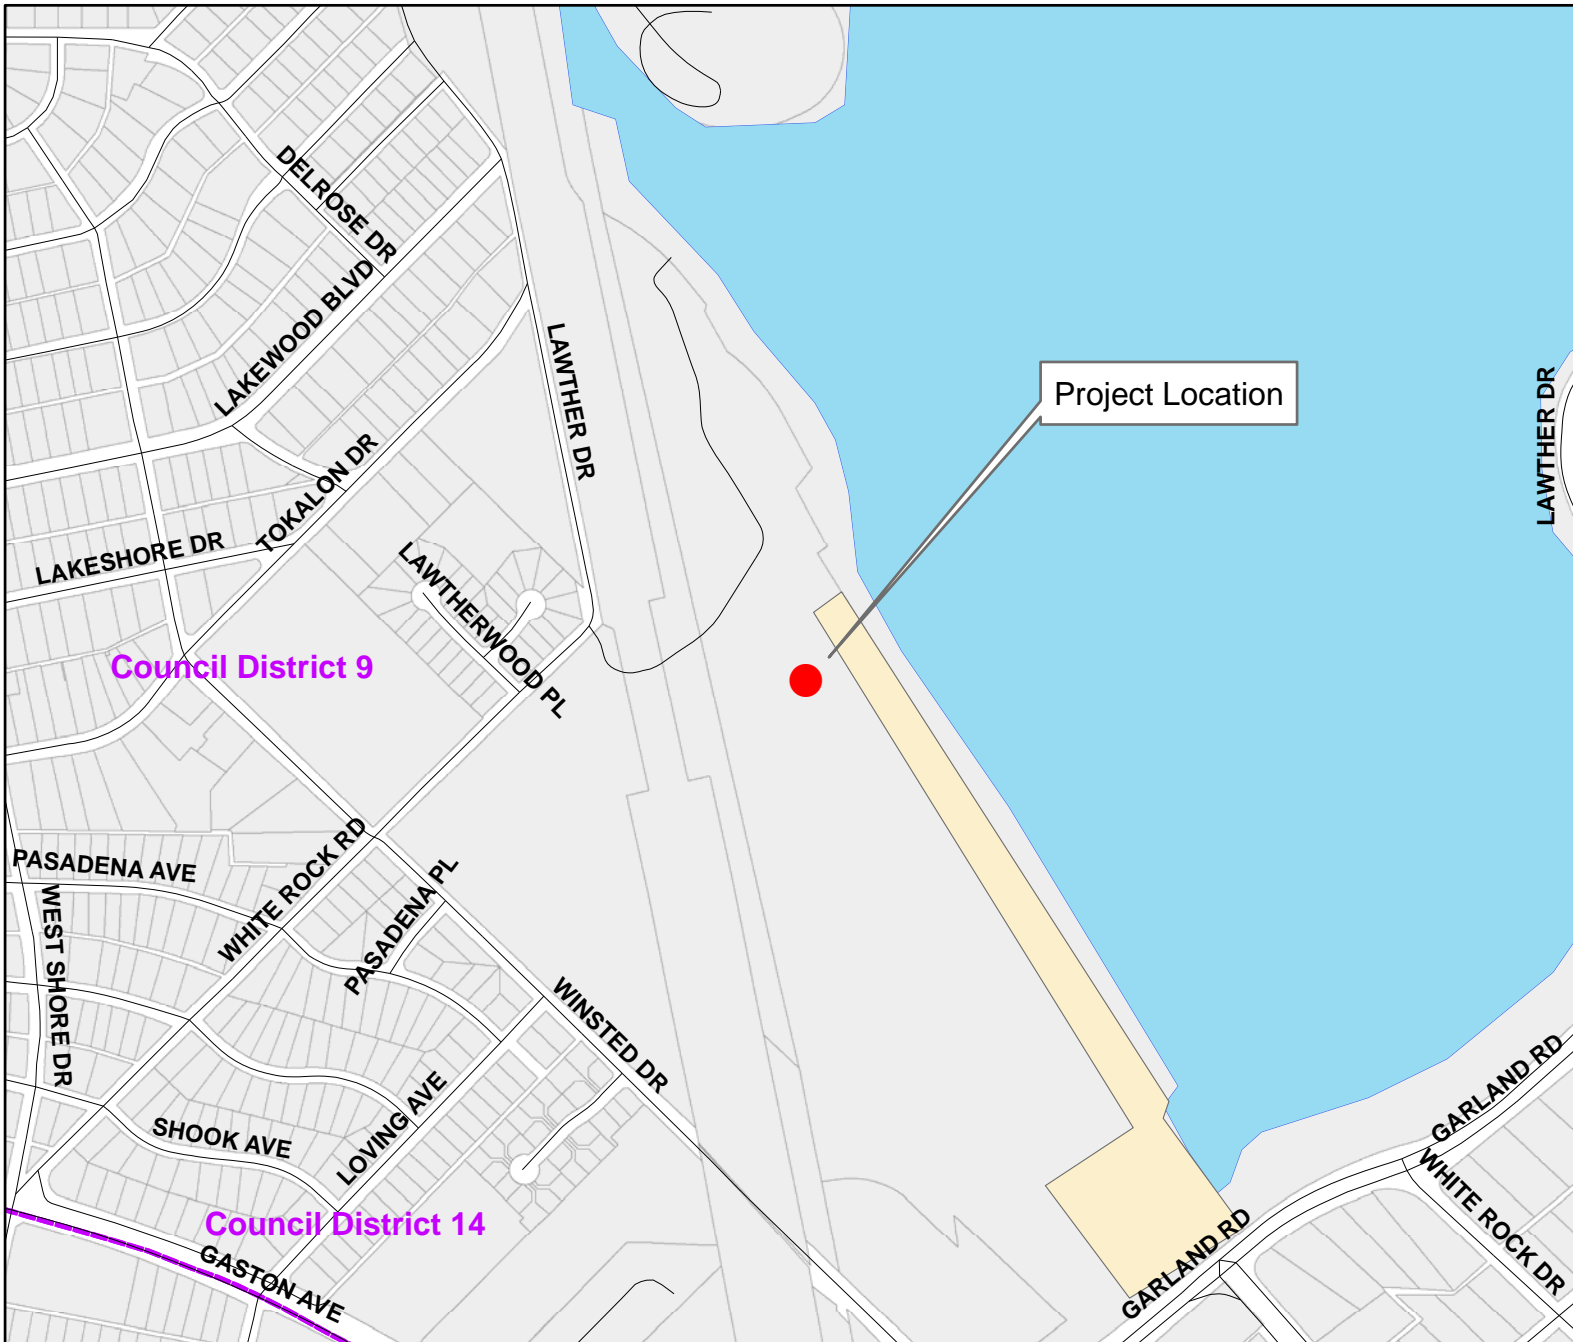 DELROSE DR
LAKEWOOD BLVD
LAWTHER DR
Project Location
LAWTHER DR
TOKALON DR
LAKESHORE DR
LAWTHERWOOD PL
Council District 9
PASADENA AVE
WHITE ROCK RD
PASADENA PL
WEST SHORE DR
WINSTED DR
SHOOK AVE
LOVING AVE
GARLAND RD
WHITE ROCK DR
Council District 14
GASTON AVE
GARLAND RD